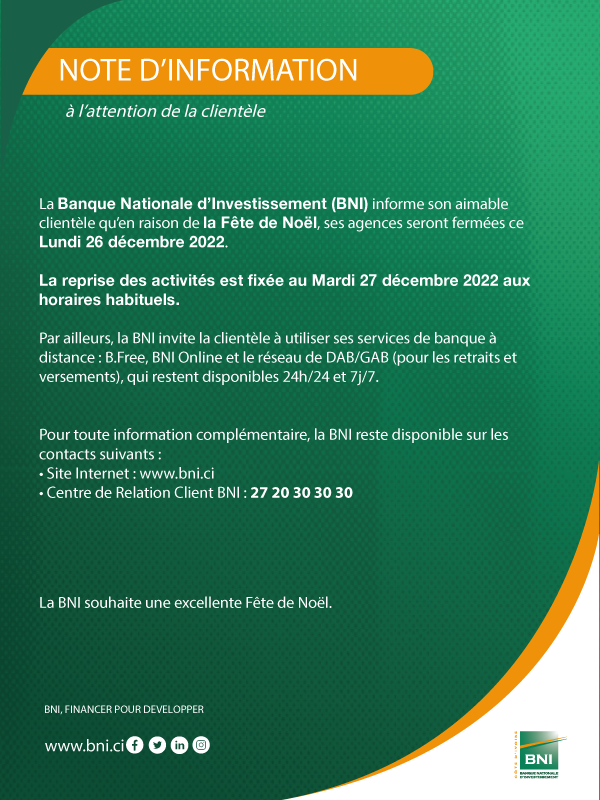 NOTE D'INFORMATION
à l'attention de la clientèle
La Banque Nationale d'Investissement (BNI) informe son aimable
clientèle qu'en raison de la Fête de Noël, ses agences seront fermées ce
Lundi 26 décembre 2022.
La reprise des activités est fixée au Mardi 27 décembre 2022 aux
horaires habituels.
Par ailleurs, la BNI invite la clientèle à utiliser ses services de banque à
distance : B.Free, BNI Online et le réseau de DAB/GAB (pour les retraits et
versements), qui restent disponibles 24h/24 et 7j/7.
Pour toute information complémentaire, la BNI reste disponible sur les
contacts suivants :
• Site Internet : www.bni.ci
• Centre de Relation Client BNI : 27 20 30 30 30
La BNI souhaite une excellente Fête de Noël.
BNI, FINANCER POUR DEVELOPPER
www.bni.ci
CÔTE D'IVOIRE
BNI
BANQUE NATIONALE
D'INVESTISSEMENT